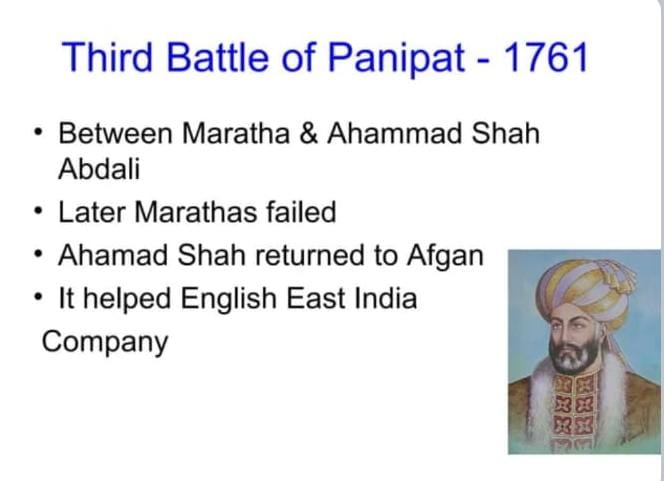 Third Battle of Panipat - 1761
• Between Maratha & Ahammad Shah
Abdali
• Later Marathas failed
• Ahamad Shah returned to Afgan
• It helped English East India
Company